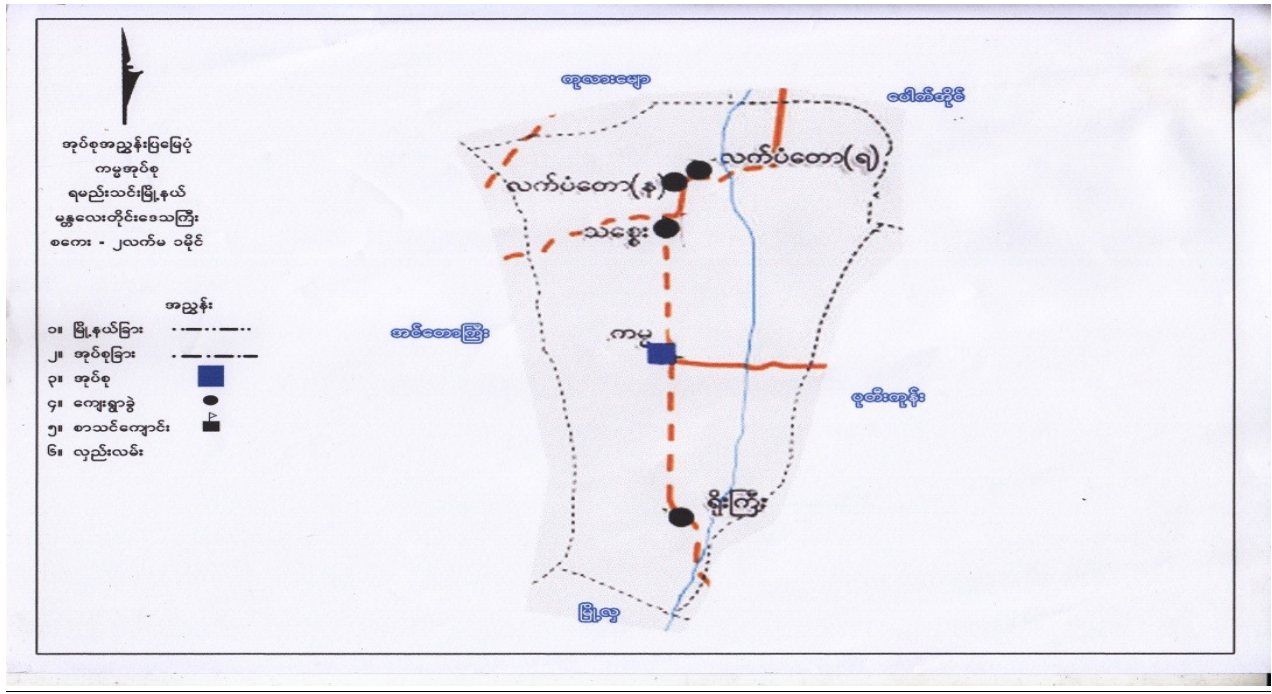 အုပ်စုအညွှန်းပြမြေပုံ
ကမ္မအုပ်စု
ရမည်းသင်းမြို့နယ်
မန္တလေးတိုင်းဒေသကြီး
စကေး - ၂လက်မ ၁မိုင်
အညွှန်း
၁။ မြို့နယ်ခြား
၂။ အုပ်စုခြား
၃။ အုပ်စု
၄။ ကျေးရွာခွဲ
၅။ စာသင်ကျောင်း
၆။ လှည်းလမ်း
ကုလားမျော
ပေါက်အိုင်
လက်ပံတော(ရ)
လက်ပံတော(န)
သစ္စေး
အင်တောကြီး
ကမ္မ
ပုတီးကုန်း
ရိုးကြီး
မြို့လှ